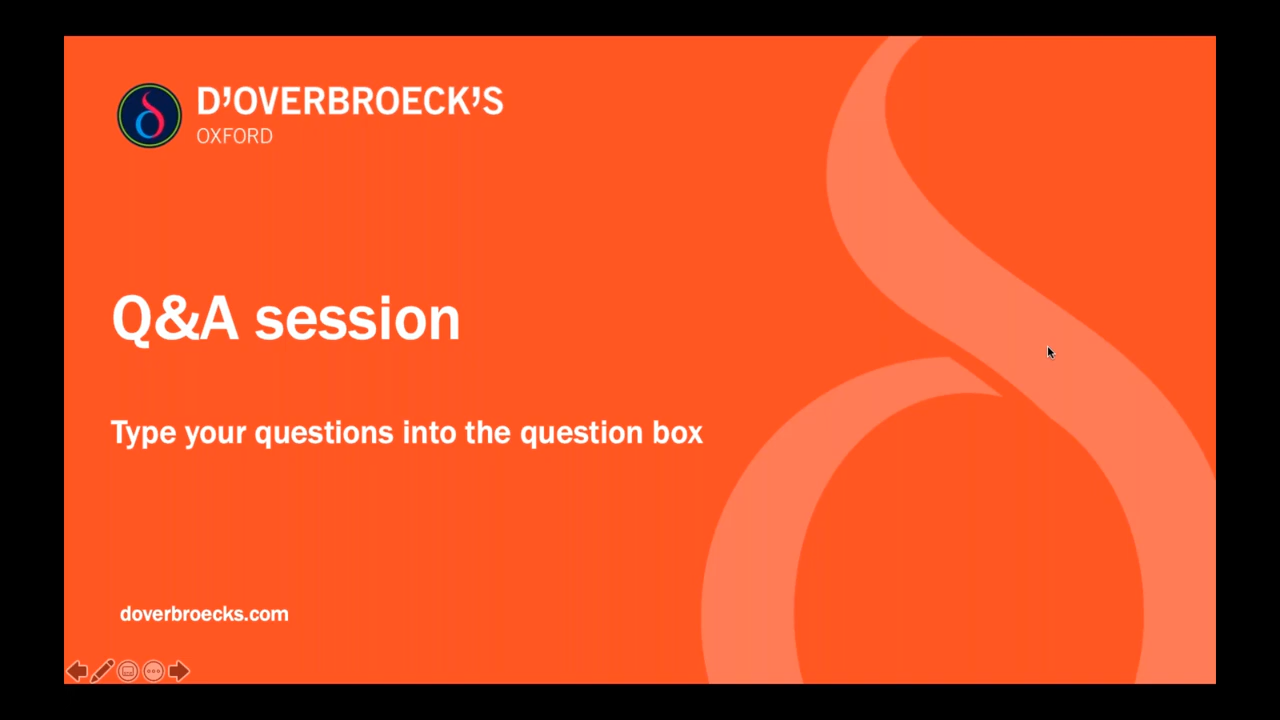 D’OVERBROECK’S
OXFORD
Q&A session
Type your questions into the question box
doverbroecks.com